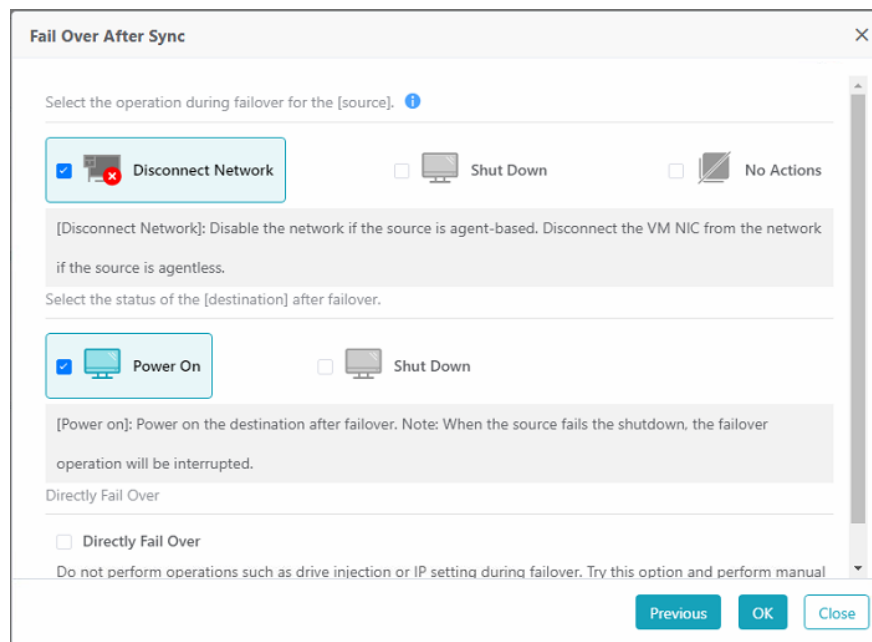 Fail Over After Sync
Select the operation during failover for the [source].
Disconnect Network
Shut Down
No Actions
[Disconnect Network]: Disable the network if the source is agent-based. Disconnect the VM NIC from the network
if the source is agentless.
Select the status of the [destination] after failover.
Power On
Shut Down
[Power on]: Power on the destination after failover. Note: When the source fails the shutdown, the failover
operation will be interrupted.
Directly Fail Over
Directly Fail Over
Do not perform operations such as drive injection or IP setting during failover. Try this option and perform manual
Previous
OK
Close